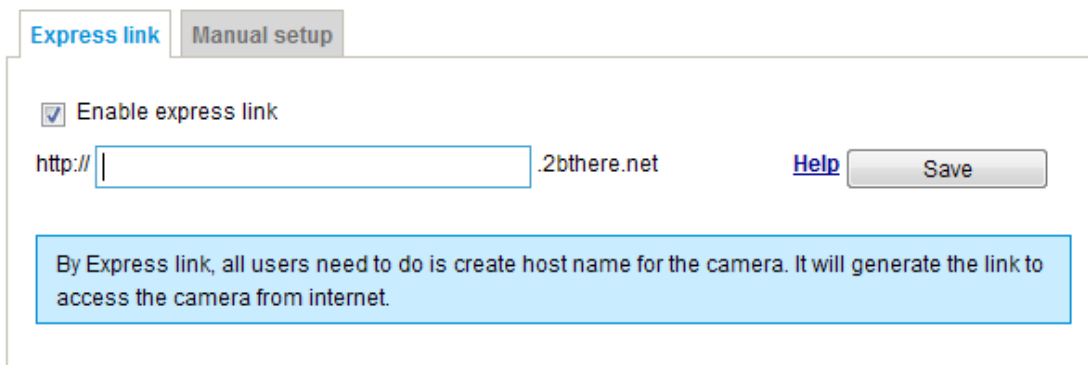 Express link Manual setup
Enable express link
http:// .2bthere.net Help Save
By Express link, all users need to do is create host name for the camera. It will generate the link to
access the camera from internet.